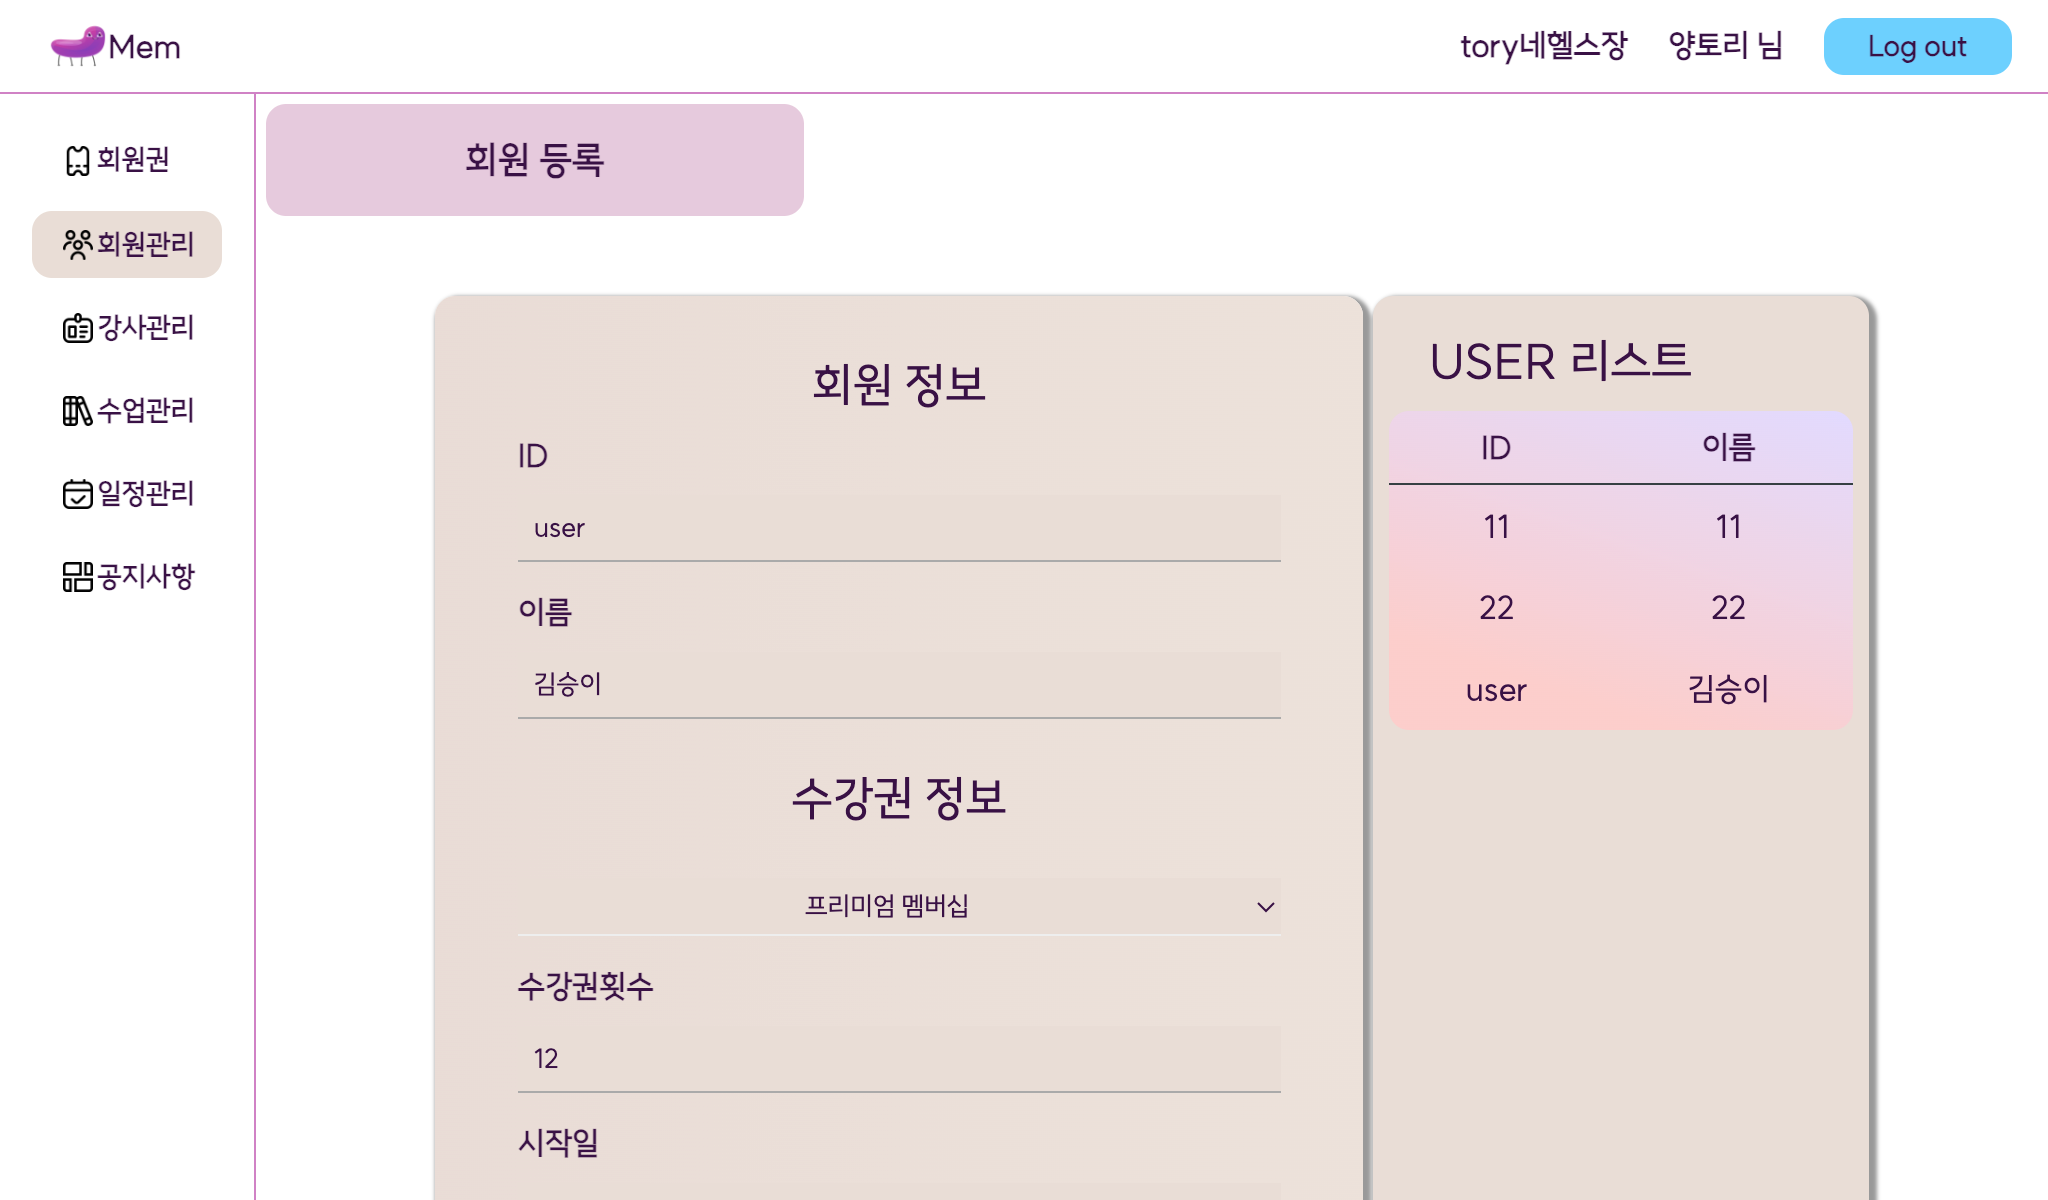 Mem
tory네헬스장 양토리 님 Log out
회원권
회원관리
강사관리
수업관리
일정관리
공지사항
회원 등록
회원 정보
ID
user
이름
김승이
수강권 정보
프리미엄 멤버십
수강권횟수
12
시작일
USER 리스트
ID 이름
11 11
22 22
user 김승이